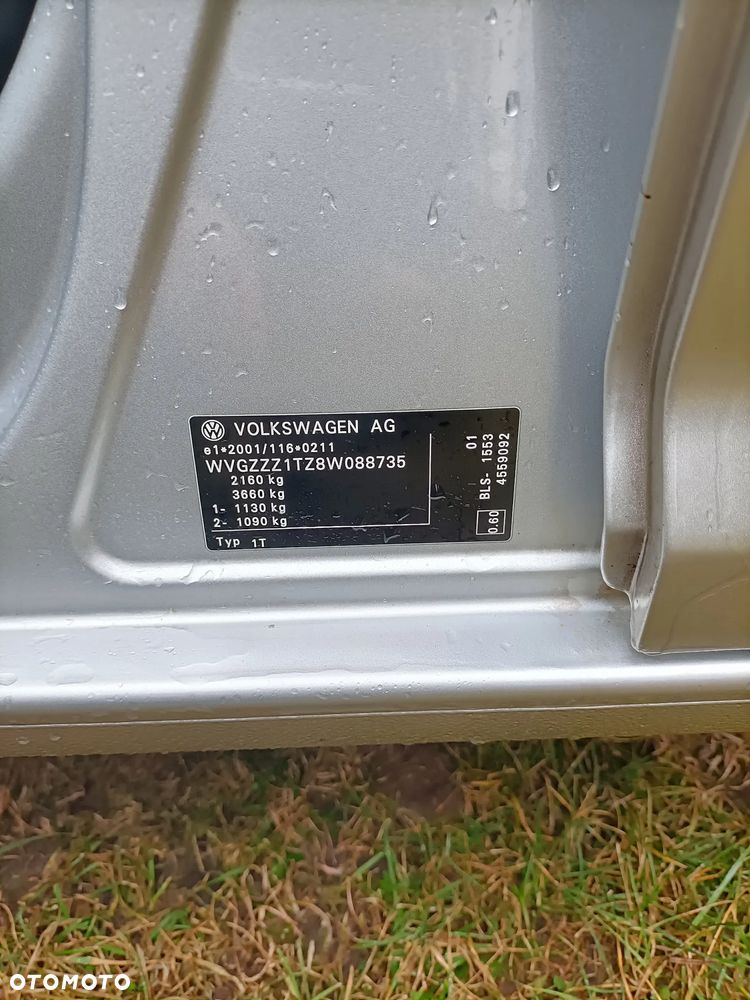 VOLKSWAGEN AG
e1*2001/116*0211
WVGZZZ1TZ8W088735
2160 kg
3660 kg
1- 1130 kg
2- 1090 kg
Typ 1T
01
BLS- 1553
4559092
0.60
OTOMOTO